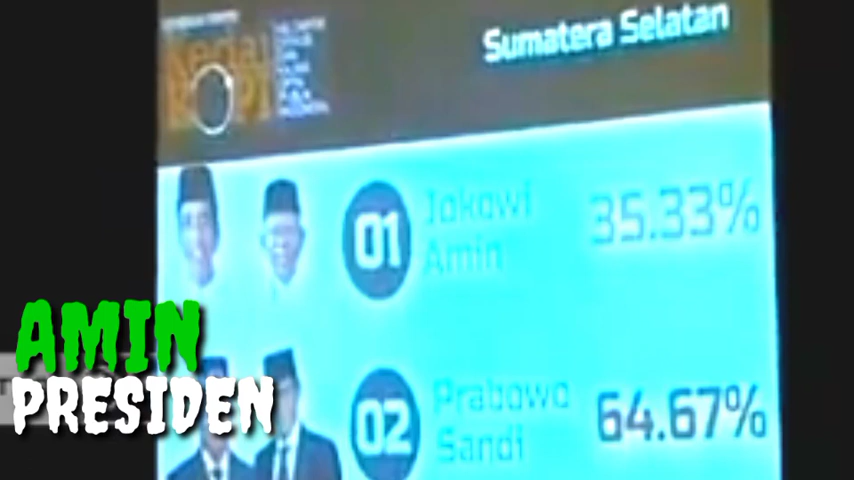 Sumatera Selatan
01
Jokowi
Amin
35.33%
02
Prabowo
Sandi
64.67%
AMIN
PRESIDEN